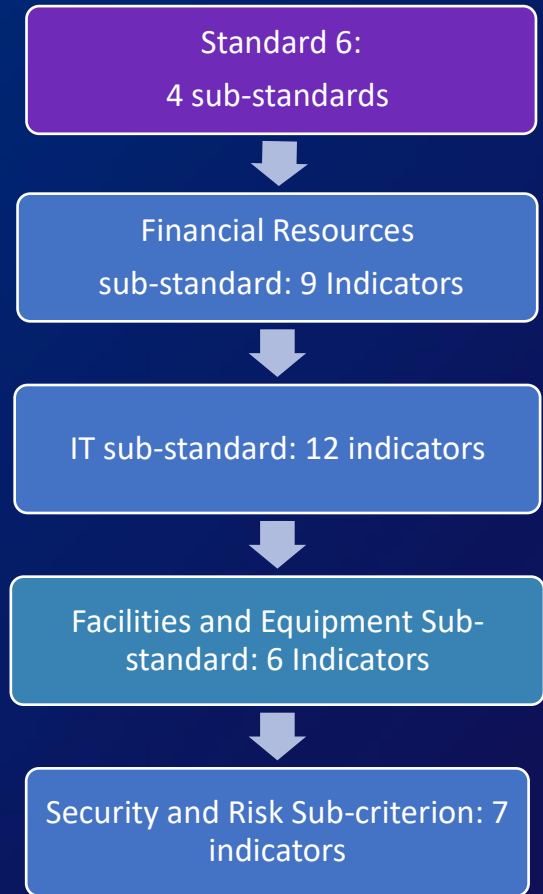 Standard 6:
4 sub-standards
Financial Resources
sub-standard: 9 Indicators
IT sub-standard: 12 indicators
Facilities and Equipment Sub-
standard: 6 Indicators
Security and Risk Sub-criterion: 7
indicators